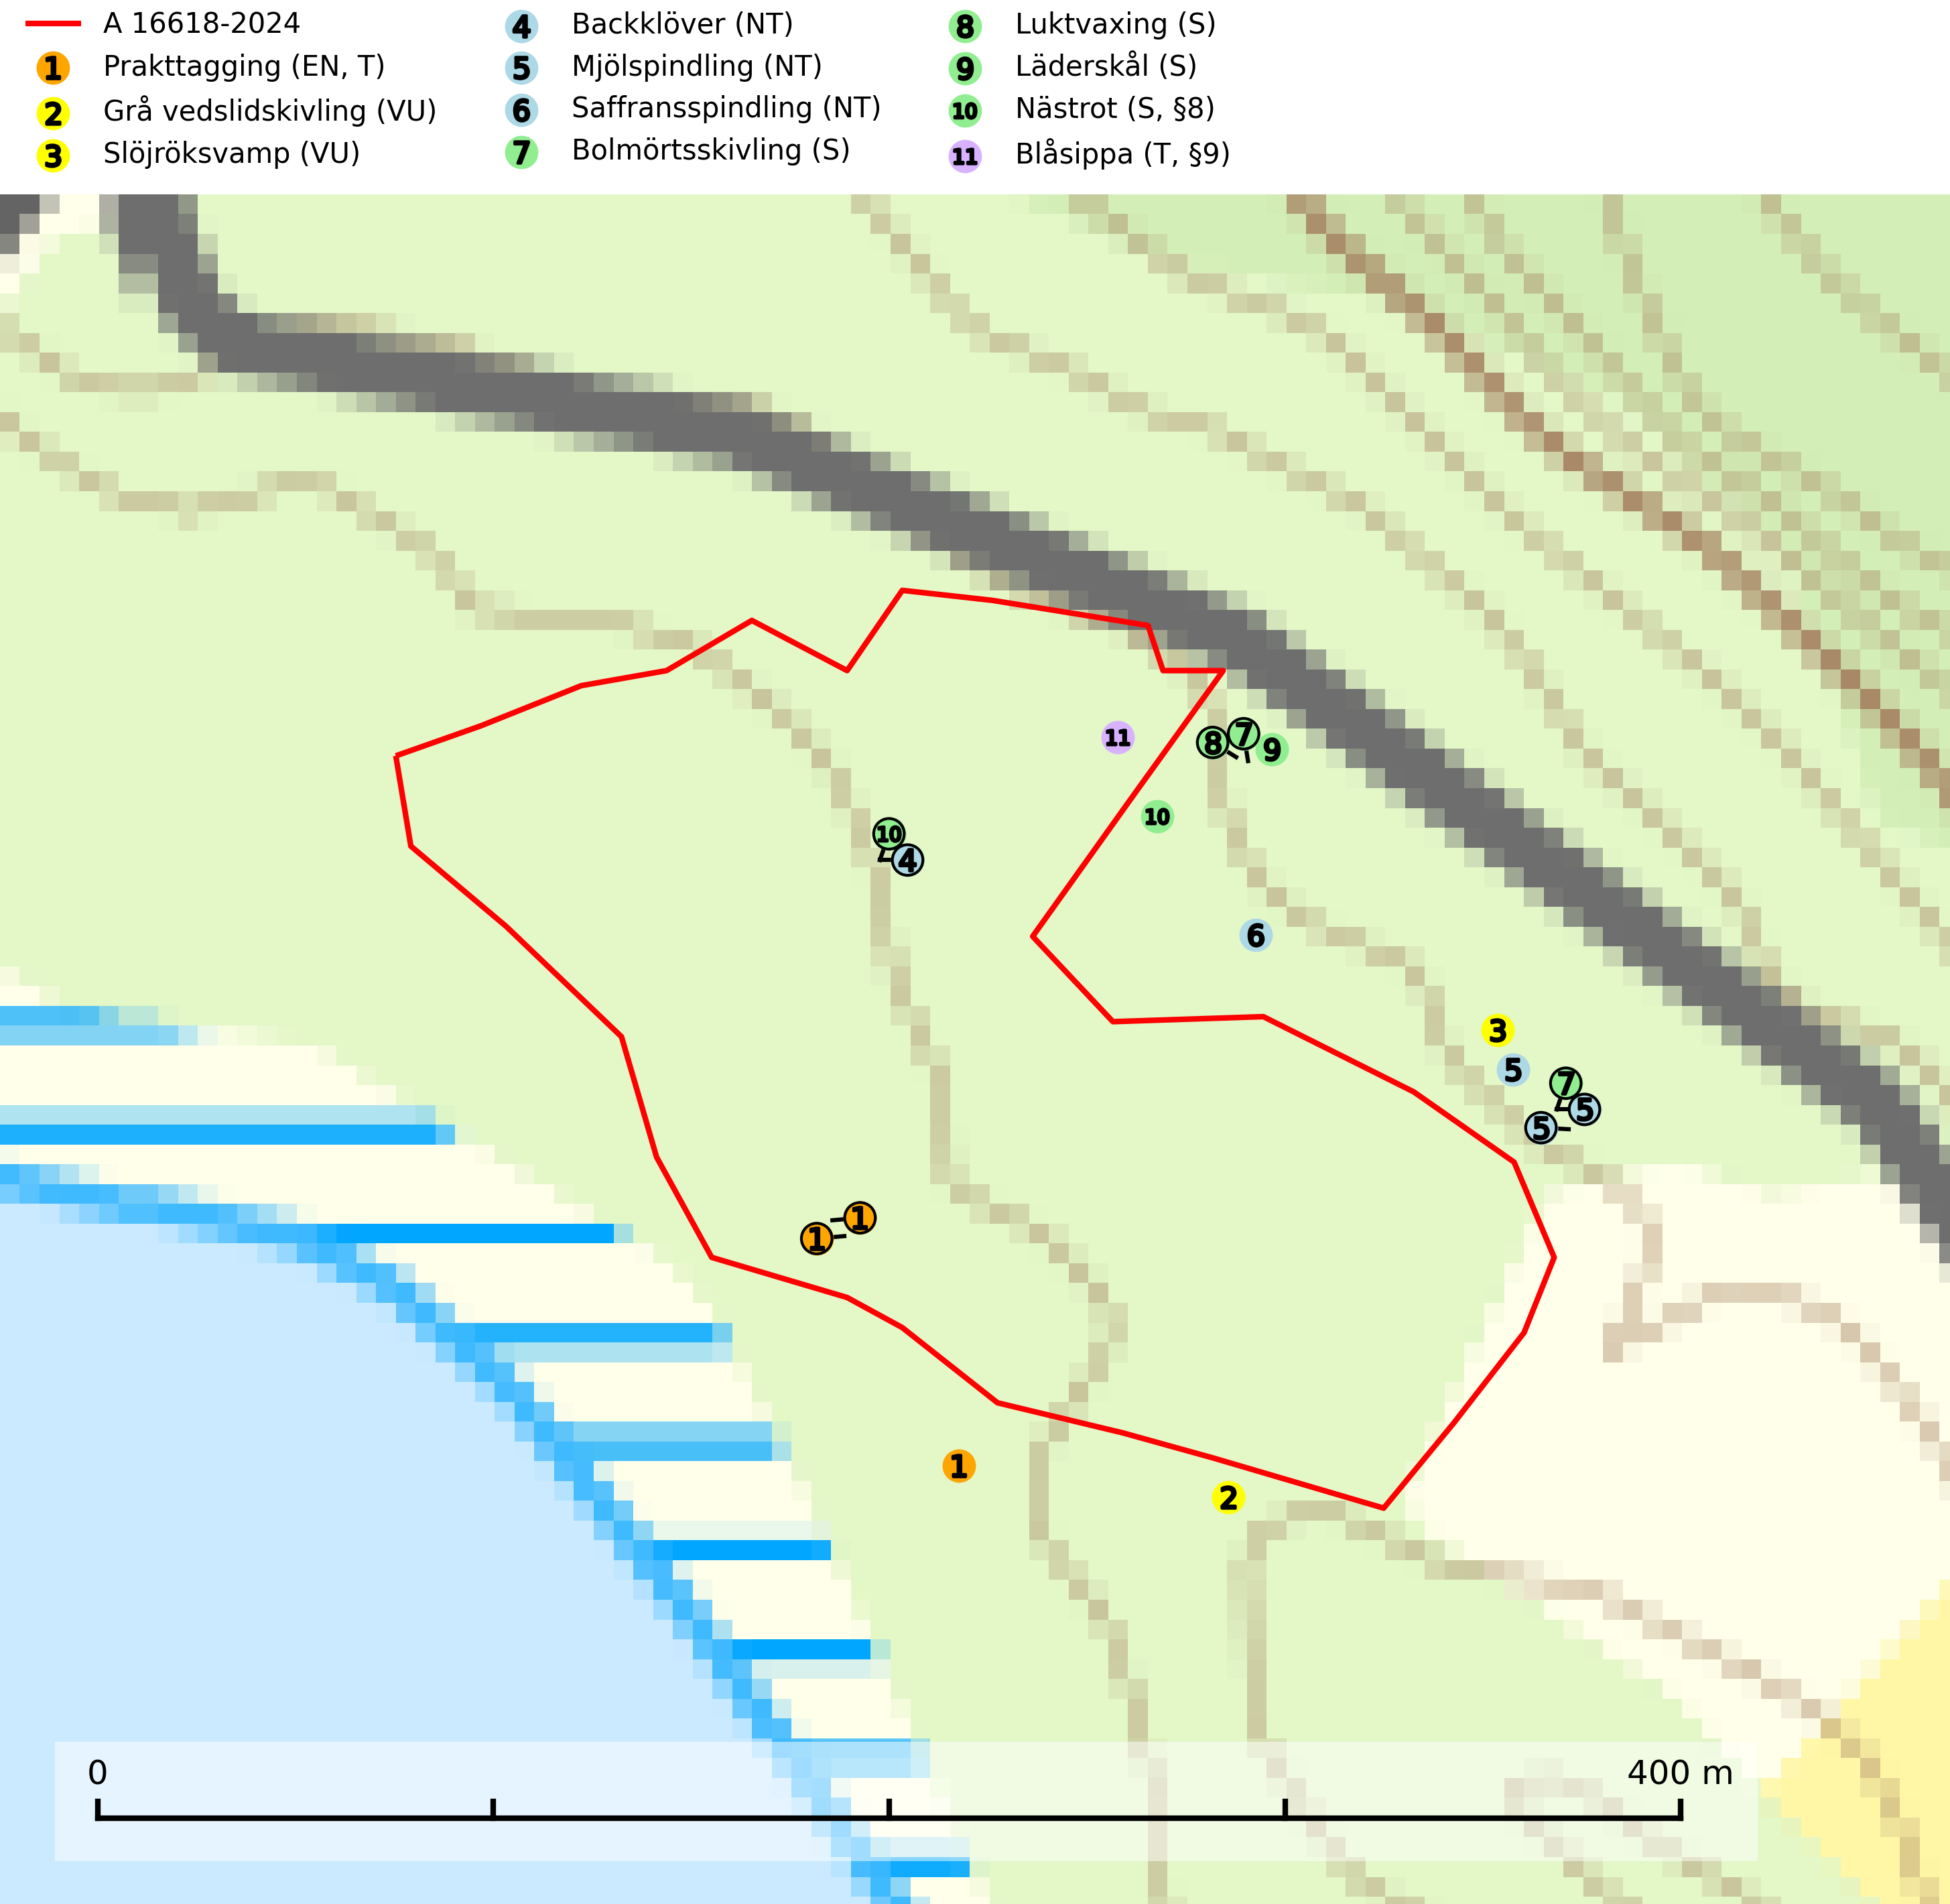 A 16618-2024
1 Prakttagging (EN, T)
2 Grå vedslidskivling (VU)
3 Slöjröksvamp (VU)
4 Backklöver (NT)
5 Mjölspindling (NT)
6 Saffransspindling (NT)
7 Bolmörtsskivling (S)
8 Luktvaxing (S)
9 Läderskål (S)
10 Nästrot (S, §8)
11 Blåsippa (T, §9)
11
8 7 9
10
10
4
6
3
5
7
5
5
1
1
1
2
0 400 m